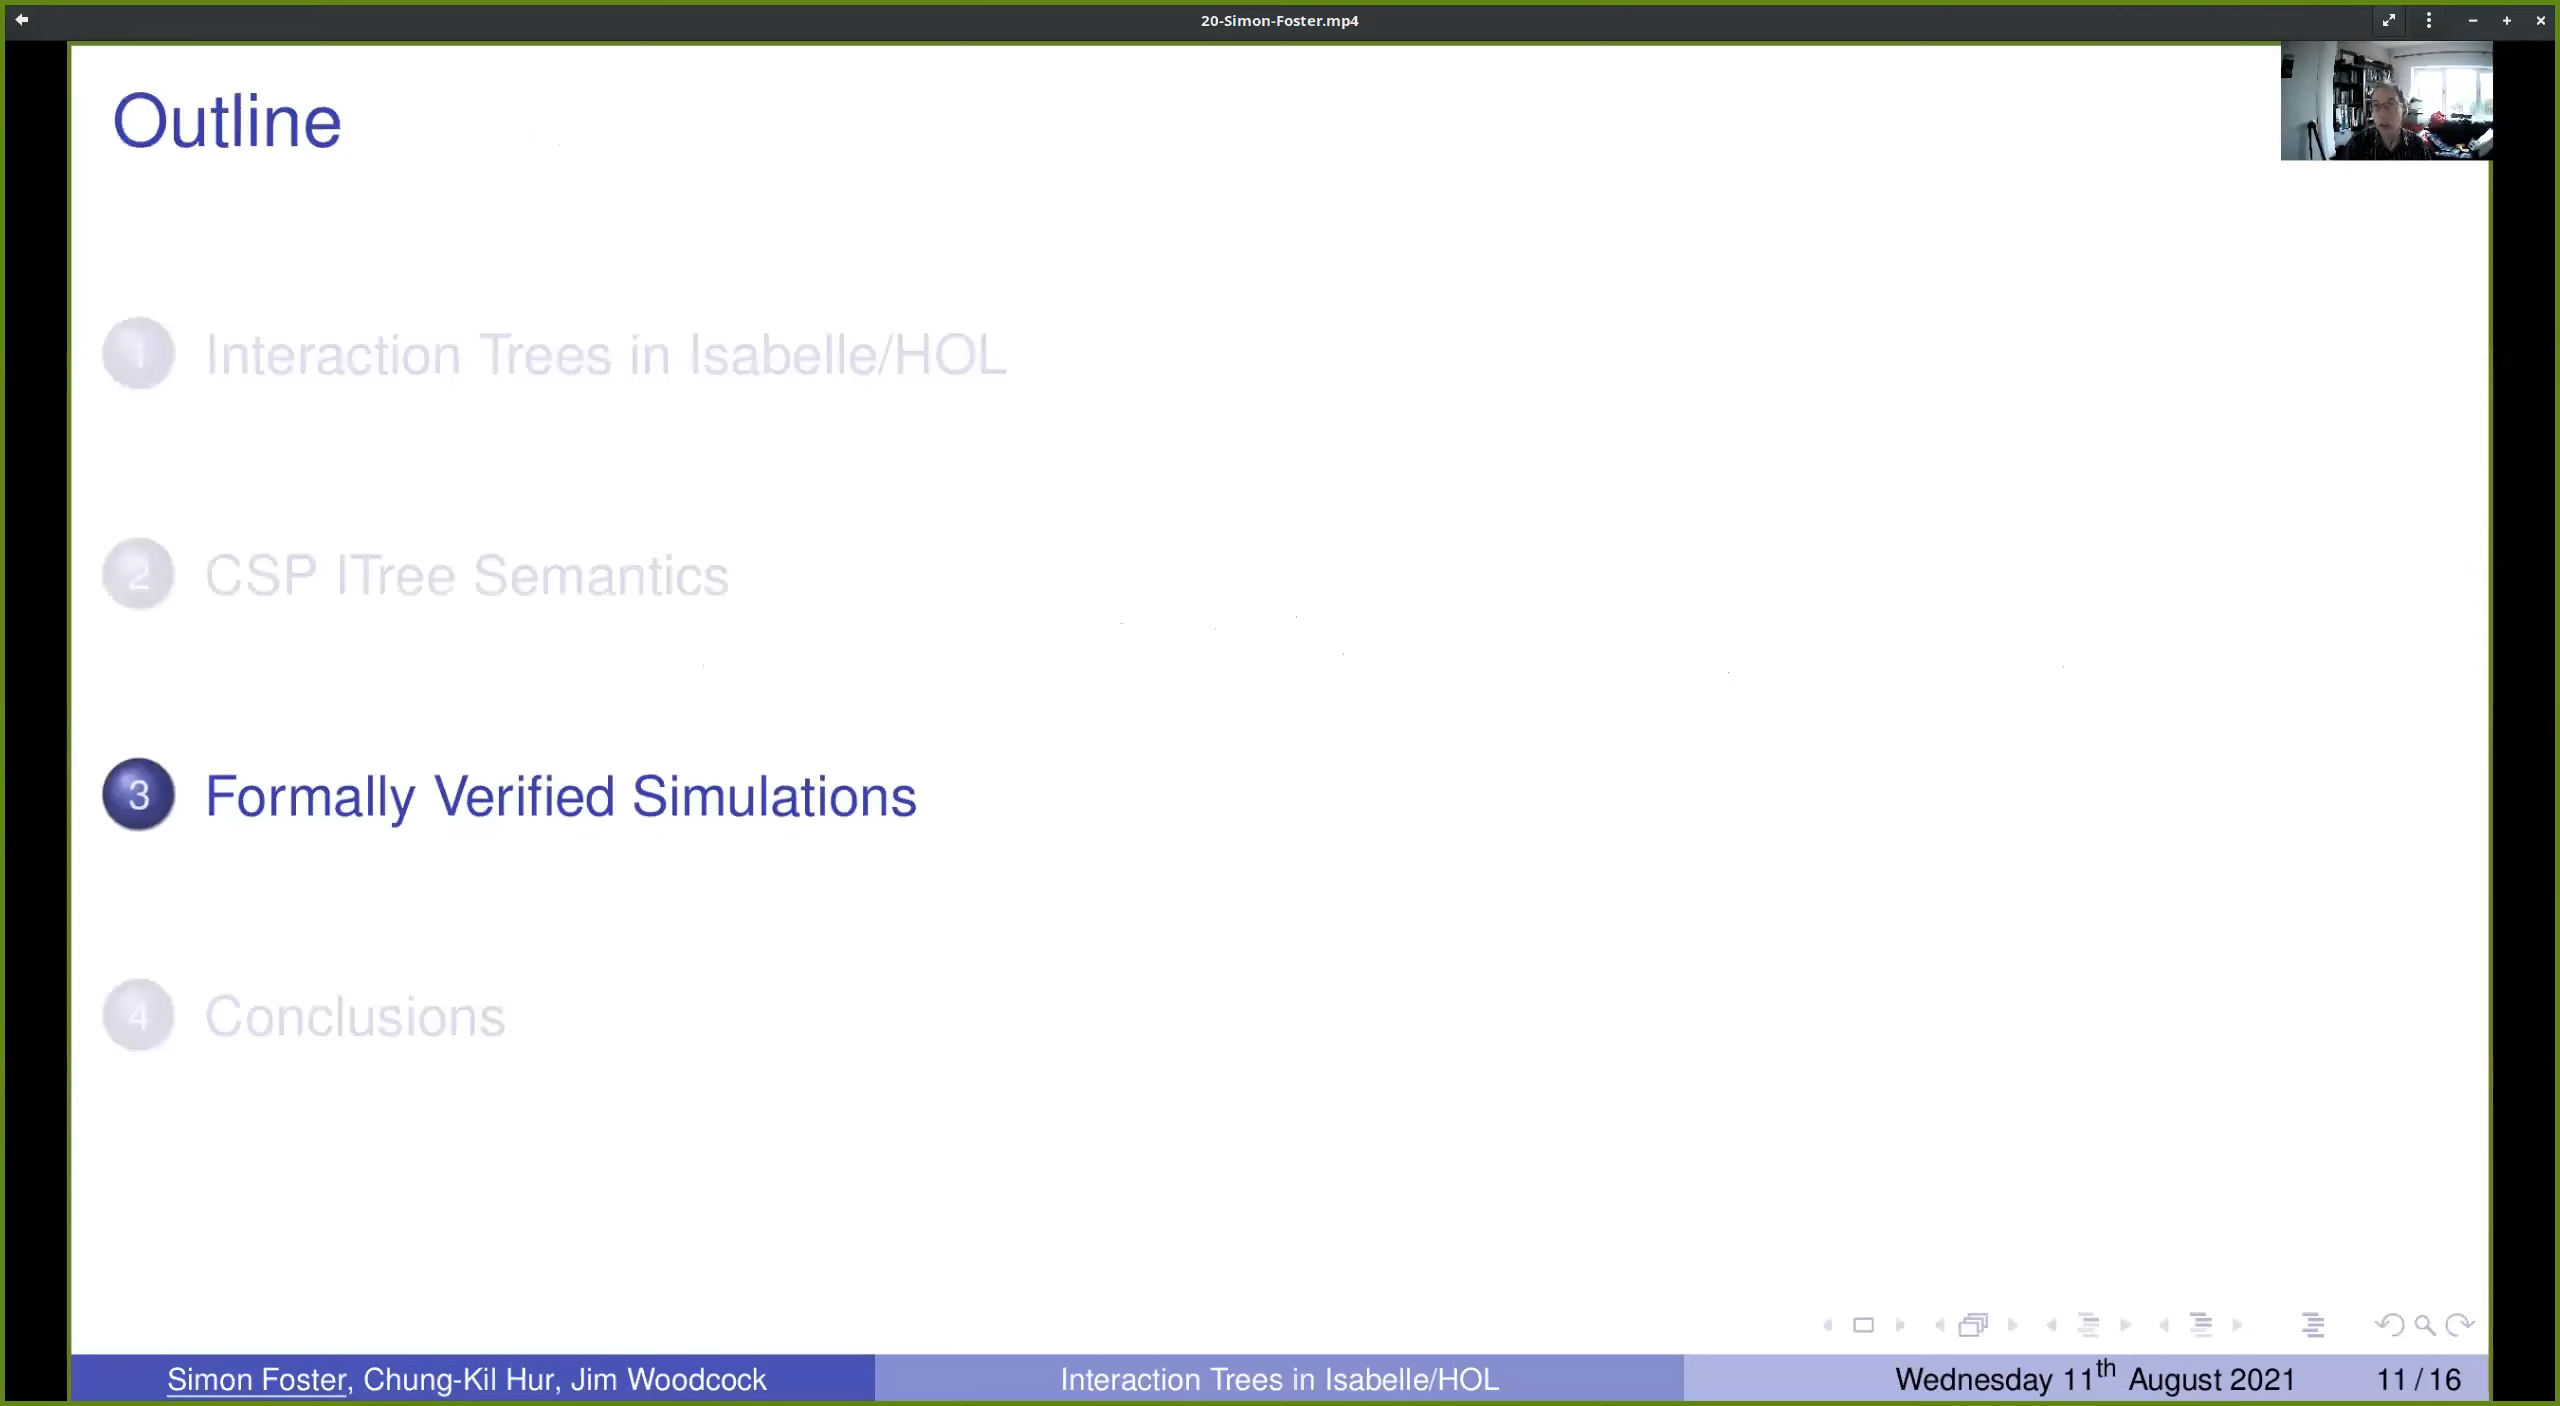 20-Simon-Foster.mp4
Outline
1 Interaction Trees in Isabelle/HOL
2 CSP ITree Semantics
3 Formally Verified Simulations
4 Conclusions
Simon Foster, Chung-Kil Hur, Jim Woodcock Interaction Trees in Isabelle/HOL Wednesday 11th August 2021 11 / 16